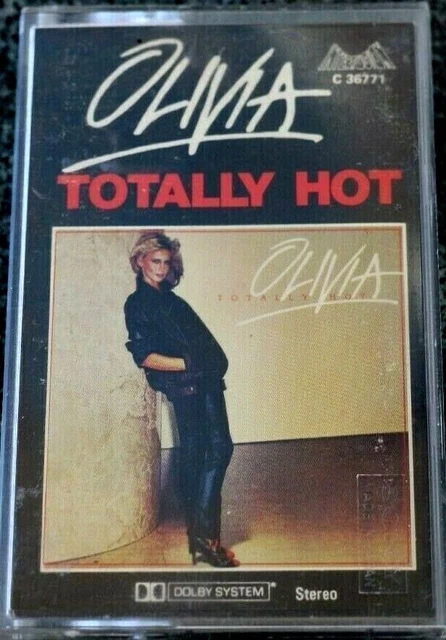 OLIVIA
C 36771
TOTALLY HOT
OLIVIA
TOTALLY HOT
DOLBY SYSTEM
Stereo